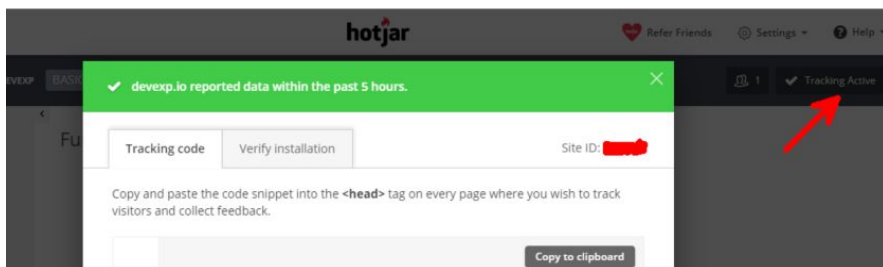 hotjar
Refer Friends Settings Help
EVEXP BASIC
devexp.io reported data within the past 5 hours.
1 Tracking Active
Fu
Tracking code Verify installation Site ID:
Copy and paste the code snippet into the <head> tag on every page where you wish to track
visitors and collect feedback.
Copy to clipboard